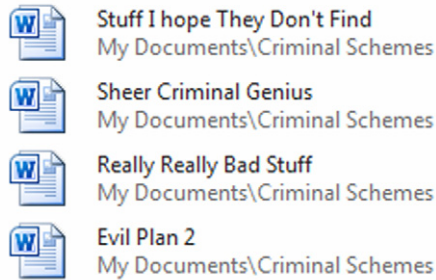 Stuff I hope They Don't Find
My Documents\Criminal Schemes
Sheer Criminal Genius
My Documents\Criminal Schemes
Really Really Bad Stuff
My Documents\Criminal Schemes
Evil Plan 2
My Documents\Criminal Schemes